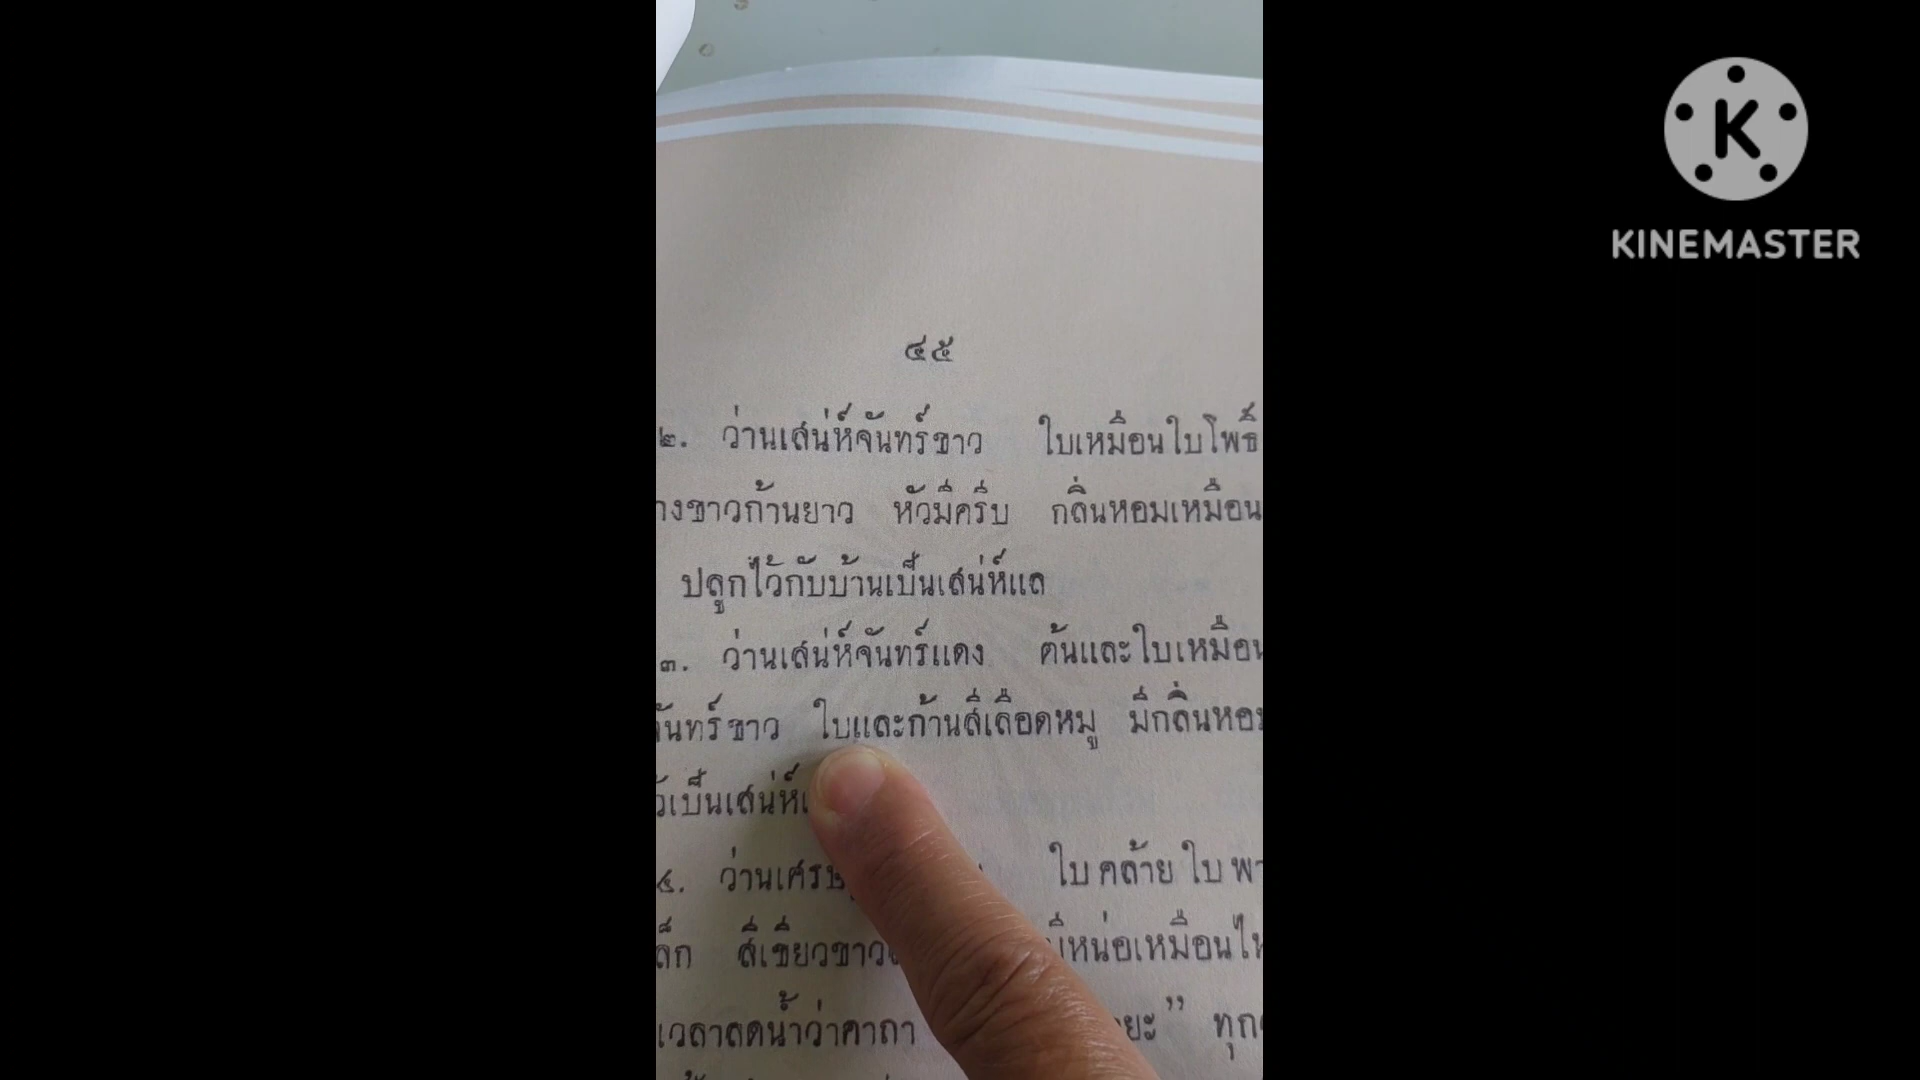 ๔๕
๒. ว่านเสน่ห์จันทร์ขาว ใบเหมือนใบโพธิ์
างขาวก้านยาว หัวมีครีบ กลิ่นหอมเหมือน
ปลูกไว้กับบ้านเป็นเสน่ห์แล
๓. ว่านเสน่ห์จันทร์แดง ต้นและใบเหมือน
จันทร์ขาว ใบและก้านสีเลือดหมู มีกลิ่นหอม
ว้เป็นเสน่ห์
๔. ว่านเศรษ ใบ คล้าย ใบ พา
ล็ก สีเขียวขาว มีหน่อเหมือนไ
เวลาลดน้ำว่าคาถา ยะ” ทุก
KINEMASTER